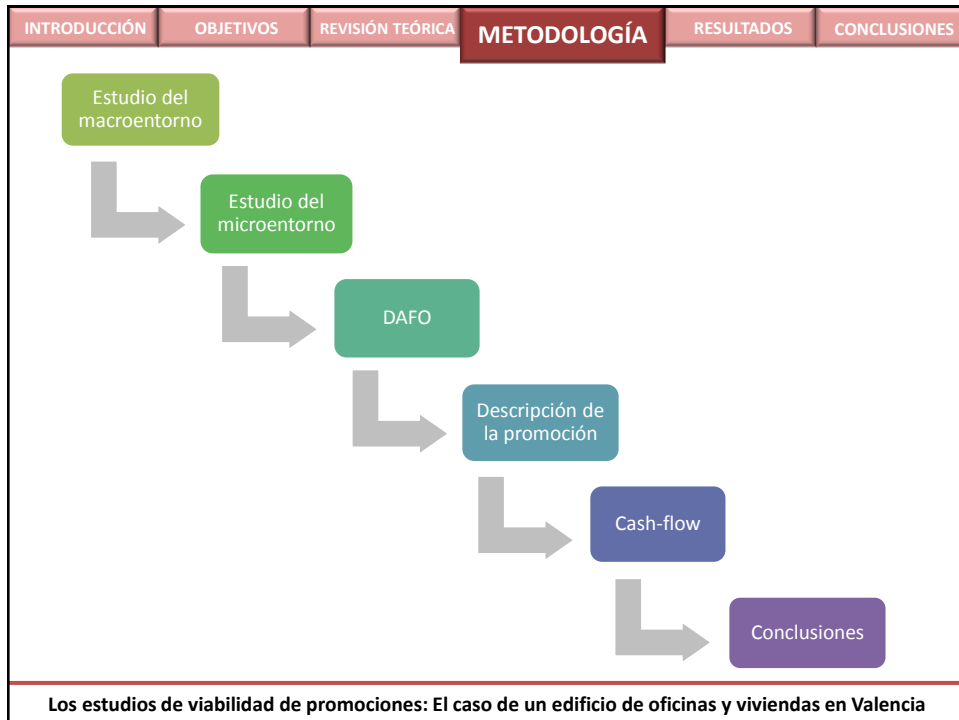 INTRODUCCIÓN
OBJETIVOS
REVISIÓN TEÓRICA
METODOLOGÍA
RESULTADOS
CONCLUSIONES
Estudio del
macroentorno
Estudio del
microentorno
DAFO
Descripción de
la promoción
Cash-flow
Conclusiones
Los estudios de viabilidad de promociones: El caso de un edificio de oficinas y viviendas en Valencia